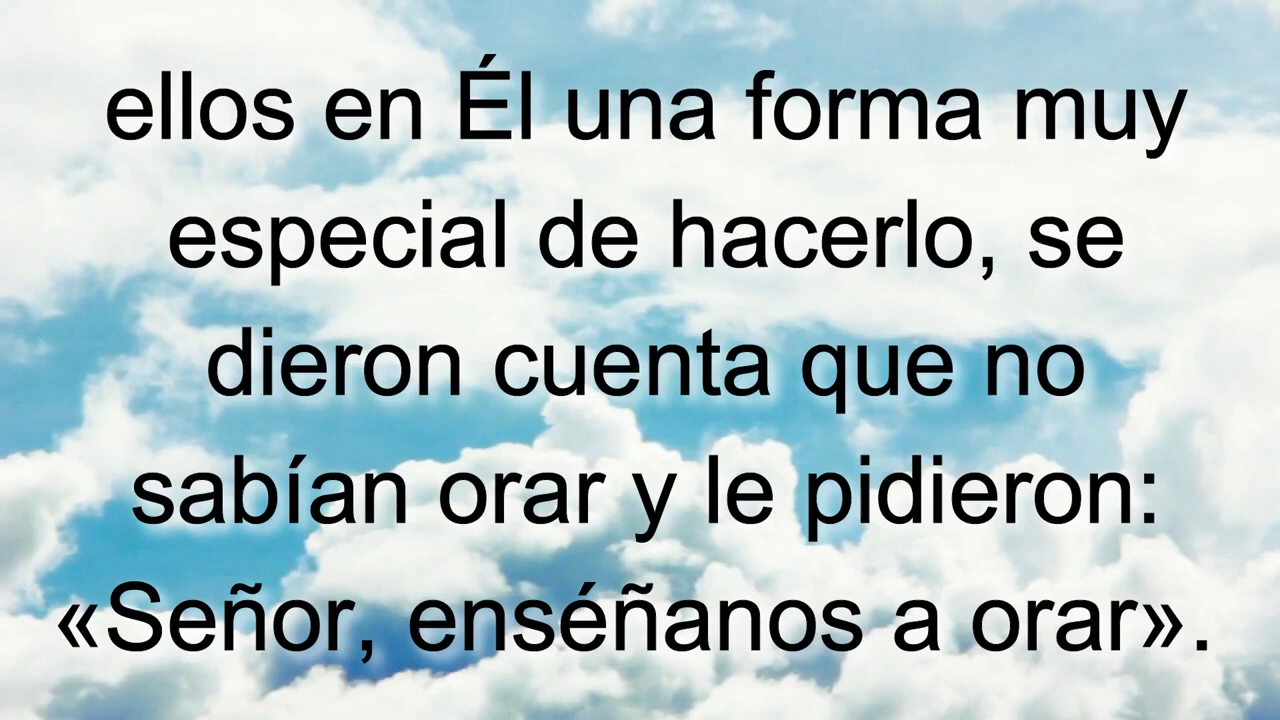 ellos en Él una forma muy
especial de hacerlo, se
dieron cuenta que no
sabían orar y le pidieron:
«Señor, enséñanos a orar».